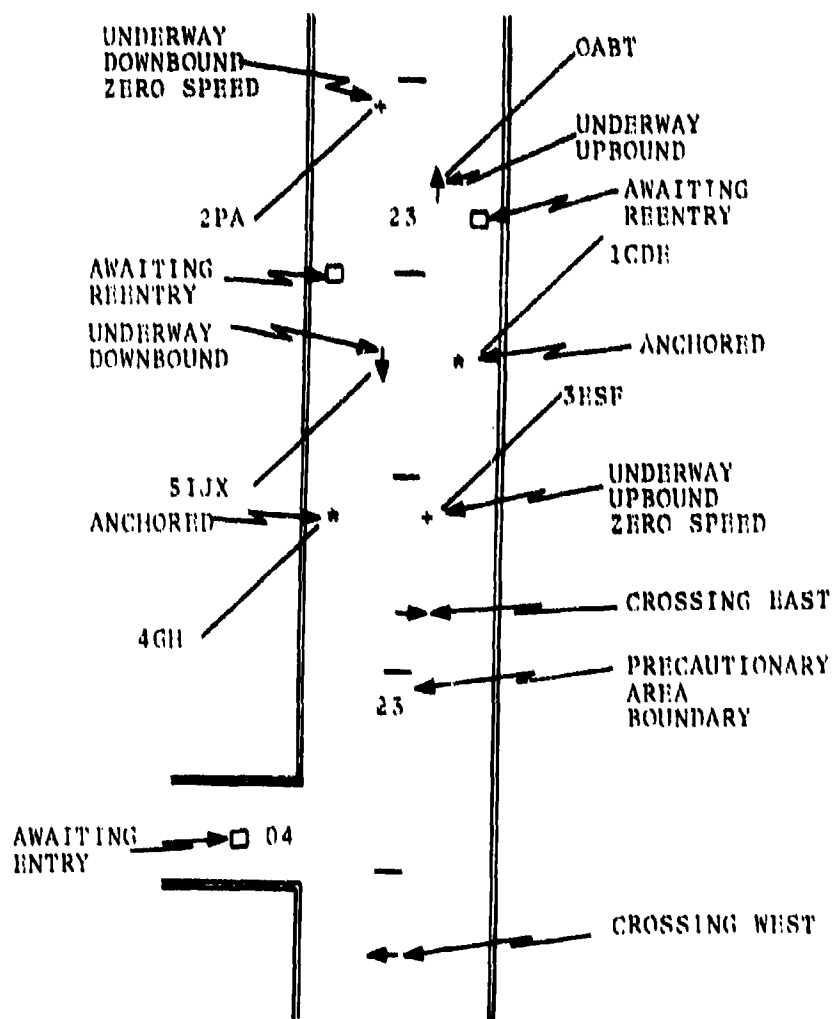 UNDERWAY
DOWNBOUND
ZERO SPEED
OABT
UNDERWAY
UPBOUND
2PA
23
AWAITING
REENTRY
1CDE
AWAITING
REENTRY
UNDERWAY
DOWNBOUND
*
ANCHORED
3ESF
5IJX
ANCHORED
*
+
UNDERWAY
UPBOUND
ZERO SPEED
4GH
CROSSING EAST
PRECAUTIONARY
AREA
BOUNDARY
23
AWAITING
ENTRY
04
CROSSING WEST